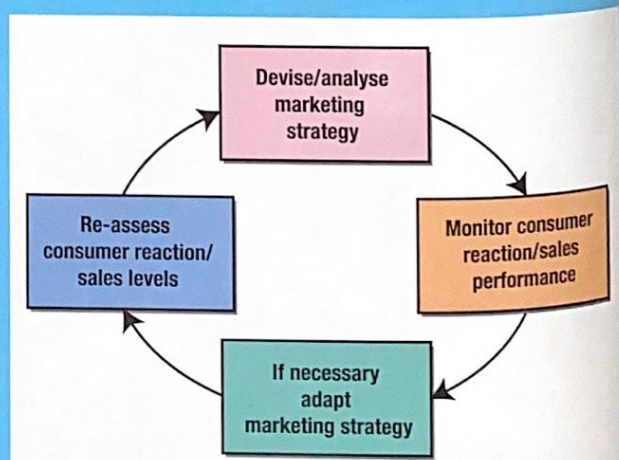 Devise/analyse
marketing
strategy
Monitor consumer
reaction/sales
performance
If necessary
adapt
marketing strategy
Re-assess
consumer reaction/
sales levels